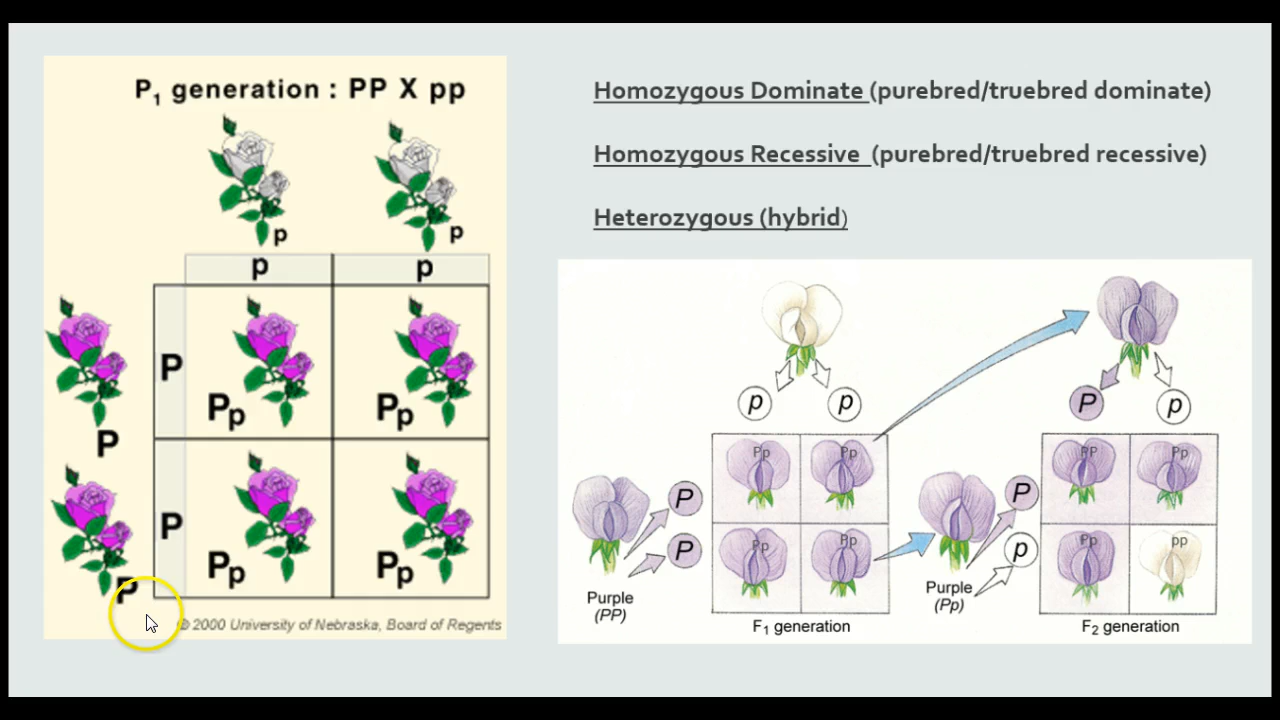 P1 generation : PP X pp
p p
p p
P Pp Pp
P
P Pp Pp
P
© 2000 University of Nebraska, Board of Regents
Homozygous Dominate (purebred/truebred dominate)
Homozygous Recessive (purebred/truebred recessive)
Heterozygous (hybrid)
p p
Pp Pp
P
P
Pp Pp
Purple
(PP)
F1 generation
P p
PP Pp
P
p
Pp pp
Purple
(Pp)
F2 generation